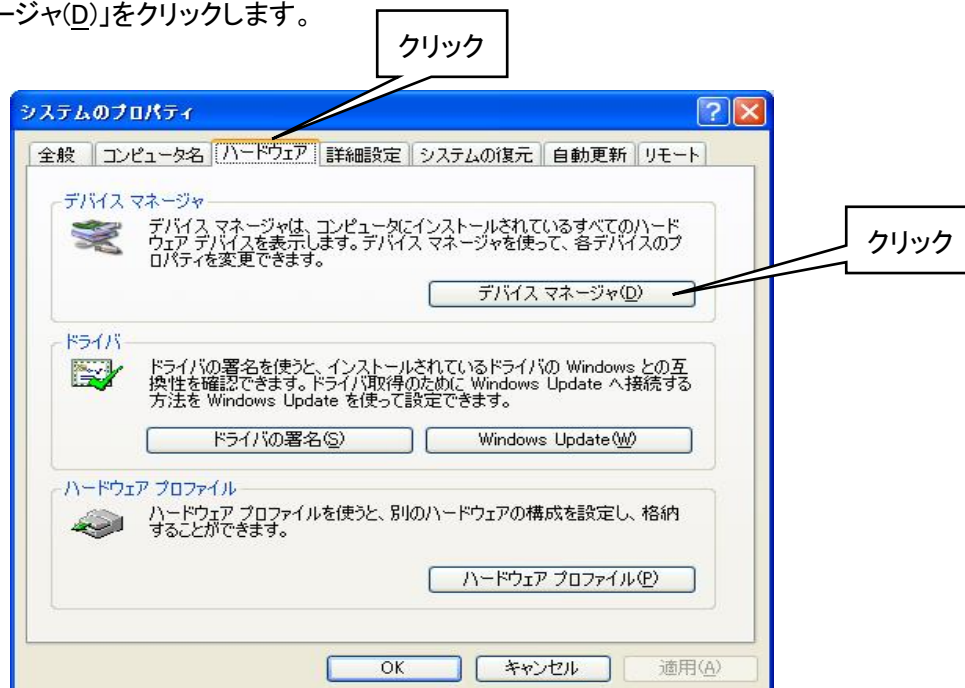 ージャ(D)」をクリックします。
クリック
システムのプロパティ
全般 コンピュータ名 ハードウェア 詳細設定 システムの復元 自動更新 リモート
デバイス マネージャ
デバイス マネージャは、コンピュータにインストールされているすべてのハード
ウェア デバイスを表示します。デバイス マネージャを使って、各デバイスのプ
ロパティを変更できます。
クリック
デバイス マネージャ(D)
ドライバ
ドライバの署名を使うと、インストールされているドライバの Windows との互
換性を確認できます。ドライバ取得のために Windows Update へ接続する
方法を Windows Update を使って設定できます。
ドライバの署名(S) Windows Update(W)
ハードウェア プロファイル
ハードウェア プロファイルを使うと、別のハードウェアの構成を設定し、格納
することができます。
ハードウェア プロファイル(P)
OK キャンセル 適用(A)